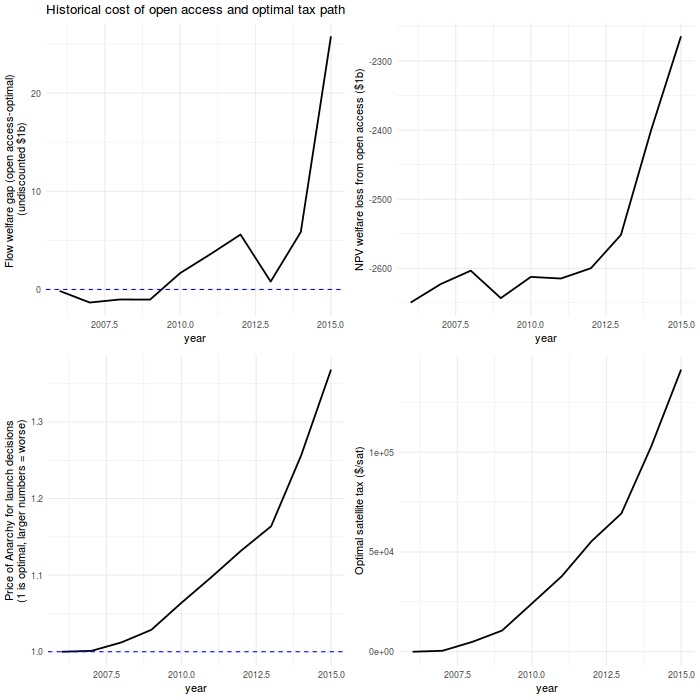 Historical cost of open access and optimal tax path
Flow welfare gap (open access-optimal)
(undiscounted $1b)
20
10
0
2007.5 2010.0 2012.5 2015.0
year
NPV welfare loss from open access ($1b)
-2300
-2400
-2500
-2600
2007.5 2010.0 2012.5 2015.0
year
Price of Anarchy for launch decisions
(1 is optimal, larger numbers = worse)
1.3
1.2
1.1
1.0
2007.5 2010.0 2012.5 2015.0
year
Optimal satellite tax ($/sat)
1e+05
5e+04
0e+00
2007.5 2010.0 2012.5 2015.0
year